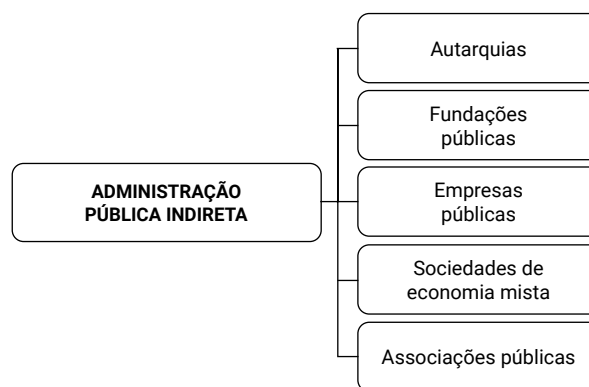 ADMINISTRAÇÃO
PÚBLICA INDIRETA
Autarquias
Fundações
públicas
Empresas
públicas
Sociedades de
economia mista
Associações públicas